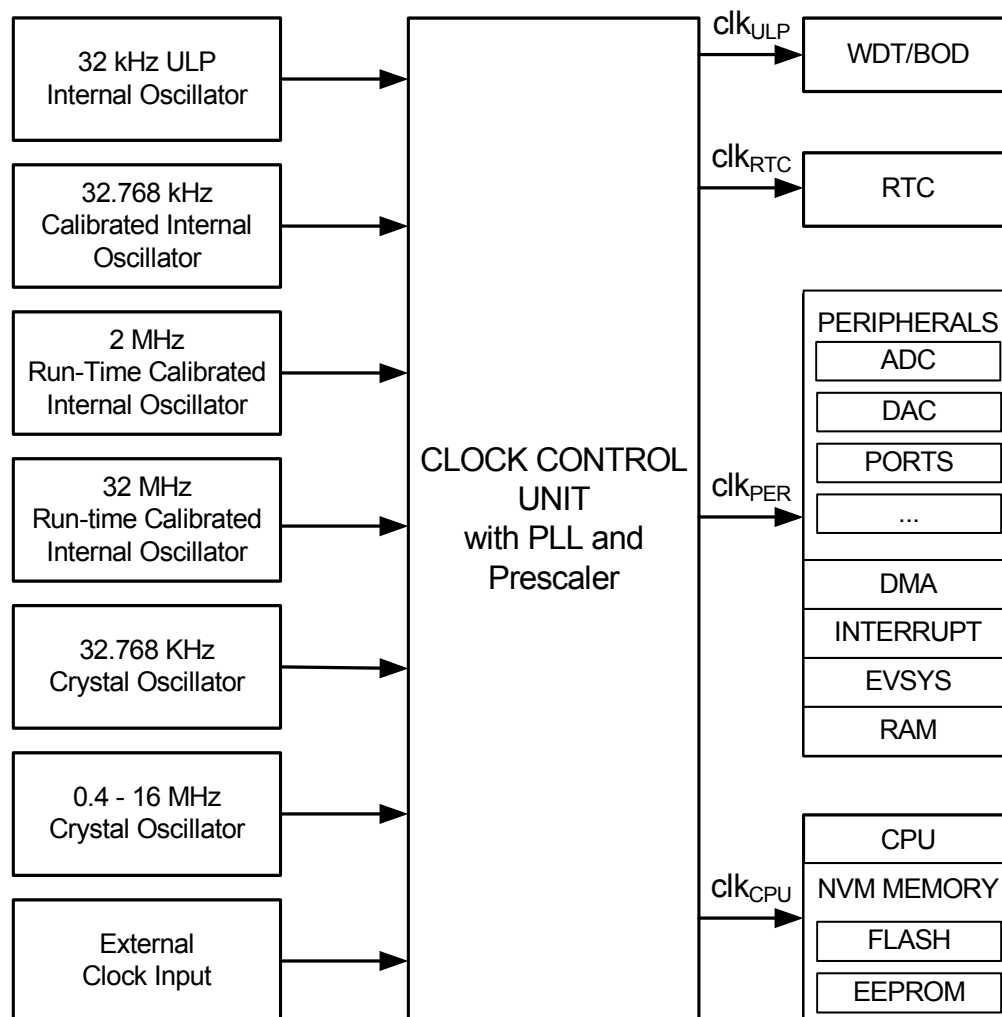 32 kHz ULP
Internal Oscillator
32.768 kHz
Calibrated Internal
Oscillator
2 MHz
Run-Time Calibrated
Internal Oscillator
32 MHz
Run-time Calibrated
Internal Oscillator
32.768 KHz
Crystal Oscillator
0.4 - 16 MHz
Crystal Oscillator
External
Clock Input
CLOCK CONTROL
UNIT
with PLL and
Prescaler
clkULP
clkRTC
clkPER
clkCPU
WDT/BOD
RTC
PERIPHERALS
ADC
DAC
PORTS
...
DMA
INTERRUPT
EVSYS
RAM
CPU
NVM MEMORY
FLASH
EEPROM